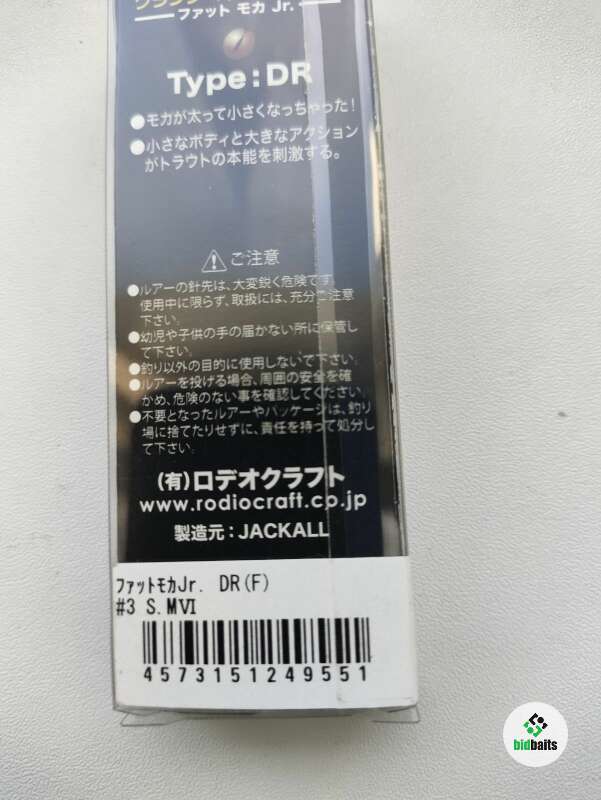 ファット モカ Jr.
Type:DR
●モカが太って小さくなっちゃった!
●小さなボディと大きなアクション
がトラウトの本能を刺激する。
ご注意
●ルアーの針先は、大変鋭く危険です。
使用中に限らず、取扱には、充分ご注意
下さい。
●幼児や子供の手の届かない所に保管し
て下さい。
●釣り以外の目的に使用しないで下さい。
●ルアーを投げる場合、周囲の安全を確
かめ、危険のない事を確認してください。
●不要となったルアーやパッケージは、釣り
場に捨てたりせずに、責任を持って処分し
て下さい。
(有)ロデオクラフト
www.rodiocraft.co.jp
製造元:JACKALL
ファットモカJr. DR(F)
#3 S.MⅥ
4573151249551
bidbaits